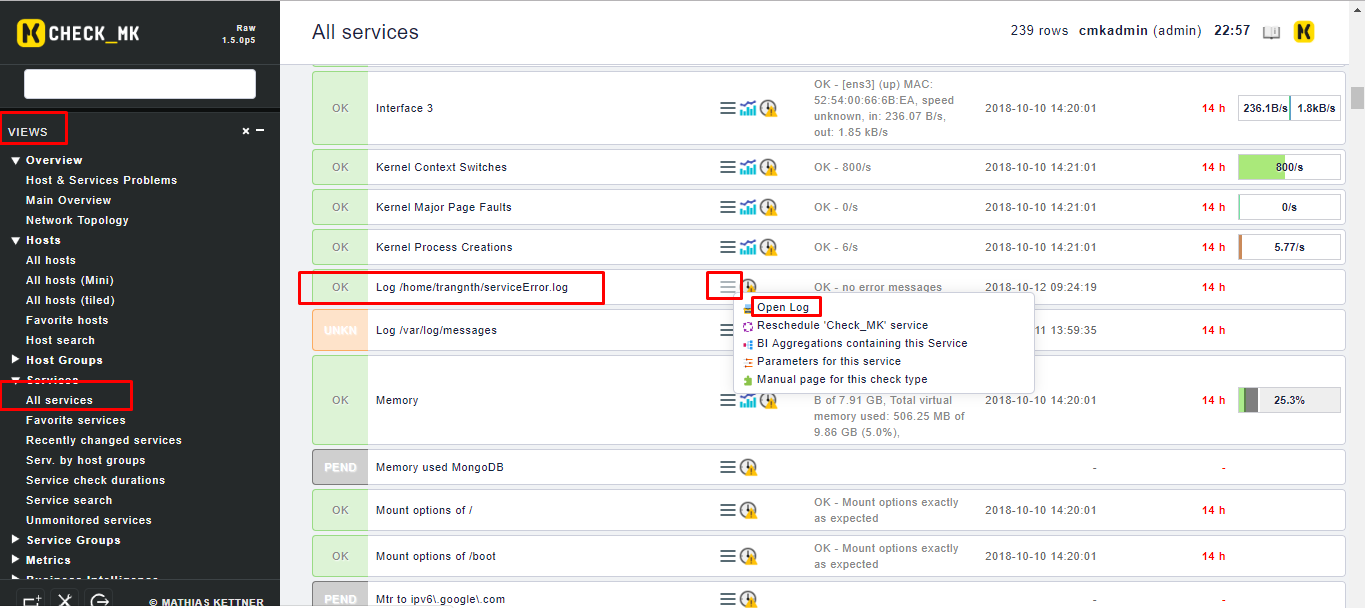 CHECK_MK
Raw
1.5.0p5
All services
239 rows cmkadmin (admin) 22:57
VIEWS
Overview
Host & Services Problems
Main Overview
Network Topology
Hosts
All hosts
All hosts (Mini)
All hosts (tiled)
Favorite hosts
Host search
Host Groups
Services
All services
Favorite services
Recently changed services
Serv. by host groups
Service check durations
Service search
Unmonitored services
Service Groups
Metrics
Business Intelligence
© MATHIAS KETTNER
OK Interface 3
OK - [ens3] (up) MAC:
52:54:00:66:6B:EA, speed
unknown, in: 236.07 B/s,
out: 1.85 kB/s
2018-10-10 14:20:01 14 h 236.1B/s 1.8kB/s
OK Kernel Context Switches OK - 800/s 2018-10-10 14:21:01 14 h 800/s
OK Kernel Major Page Faults OK - 0/s 2018-10-10 14:21:01 14 h 0/s
OK Kernel Process Creations OK - 6/s 2018-10-10 14:21:01 14 h 5.77/s
OK Log /home/trangnth/serviceError.log OK - no error messages 2018-10-12 09:24:19 14 h
Open Log
Reschedule 'Check_MK' service
BI Aggregations containing this Service
Parameters for this service
Manual page for this check type
UNKN Log /var/log/messages 11 13:59:35 14 h
OK Memory
B of 7.91 GB, Total virtual
memory used: 506.25 MB of
9.86 GB (5.0%),
2018-10-10 14:20:01 14 h 25.3%
PEND Memory used MongoDB - -
OK Mount options of /
OK - Mount options exactly
as expected
2018-10-10 14:20:01 14 h
OK Mount options of /boot
OK - Mount options exactly
as expected
2018-10-10 14:20:01 14 h
PEND Mtr to ipv6\.google\.com - -